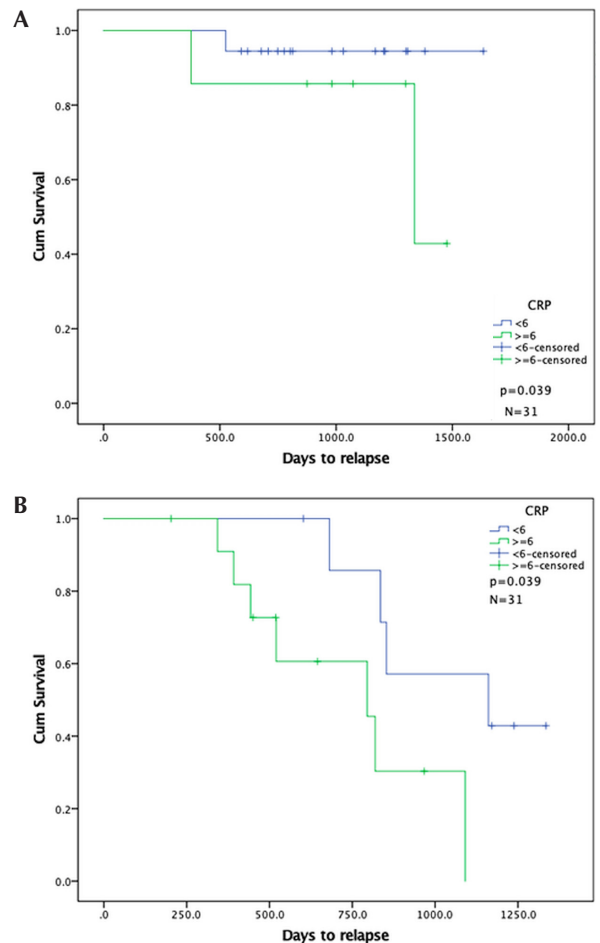 A
Cum Survival
1.0
0.8
0.6
0.4
0.2
0.0
CRP
<6
>=6
<6-censored
>=6-censored
p=0.039
N=31
.0 500.0 1000.0 1500.0 2000.0
Days to relapse
B
Cum Survival
1.0
0.8
0.6
0.4
0.2
0.0
CRP
<6
>=6
<6-censored
>=6-censored
p=0.039
N=31
.0 250.0 500.0 750.0 1000.0 1250.0
Days to relapse